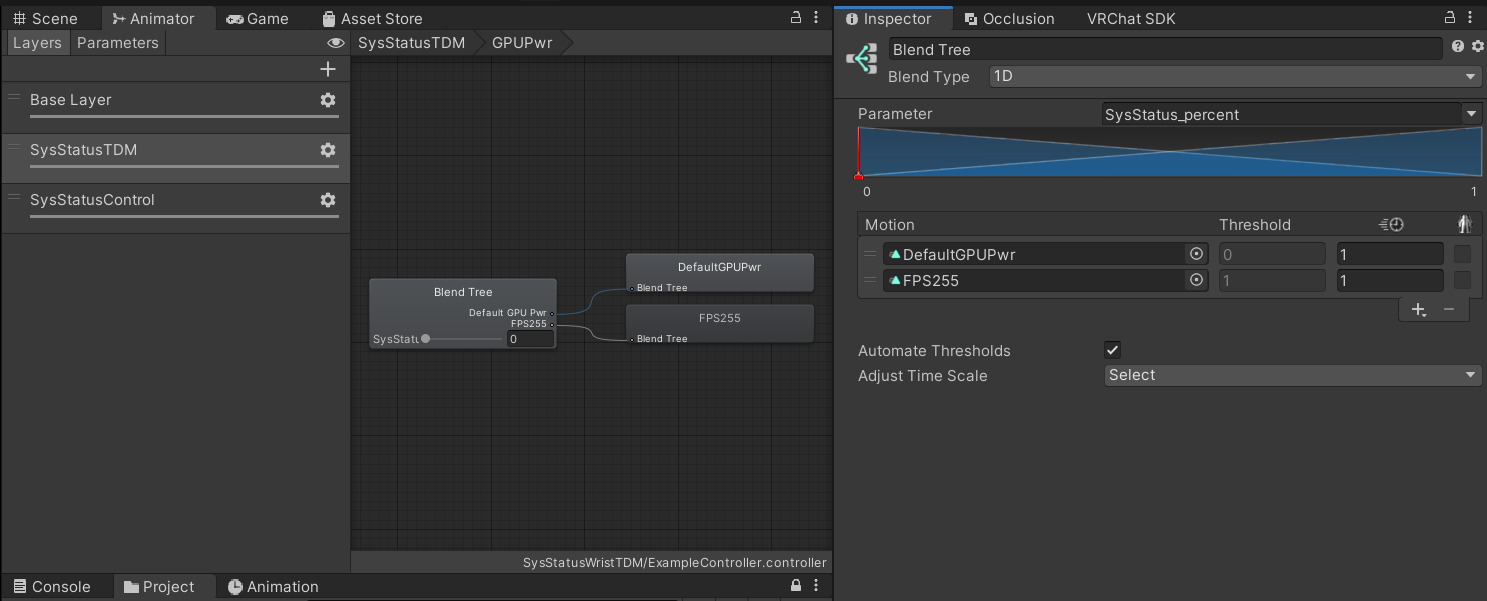 Scene Animator Game Asset Store
Layers Parameters SysStatusTDM GPUPwr
Base Layer
SysStatusTDM
SysStatusControl
Blend Tree
Default GPU Pwr
FPS255
SysStatu 0
DefaultGPUPwr
Blend Tree
FPS255
Blend Tree
SysStatusWristTDM/ExampleController.controller
Console Project Animation
Inspector Occlusion VRChat SDK
Blend Tree
Blend Type 1D
Parameter SysStatus_percent
0 1
Motion Threshold
DefaultGPUPwr 0 1
FPS255 1 1
Automate Thresholds
Adjust Time Scale Select